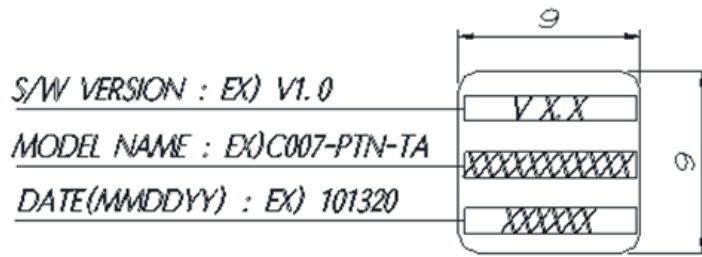 9
S/W VERSION : EX) V1.0
V X.X
MODEL NAME : EX)C007-PTN-TA
XXXXXXXXXXX
9
DATE(MMDDYY) : EX) 101320
XXXXXX